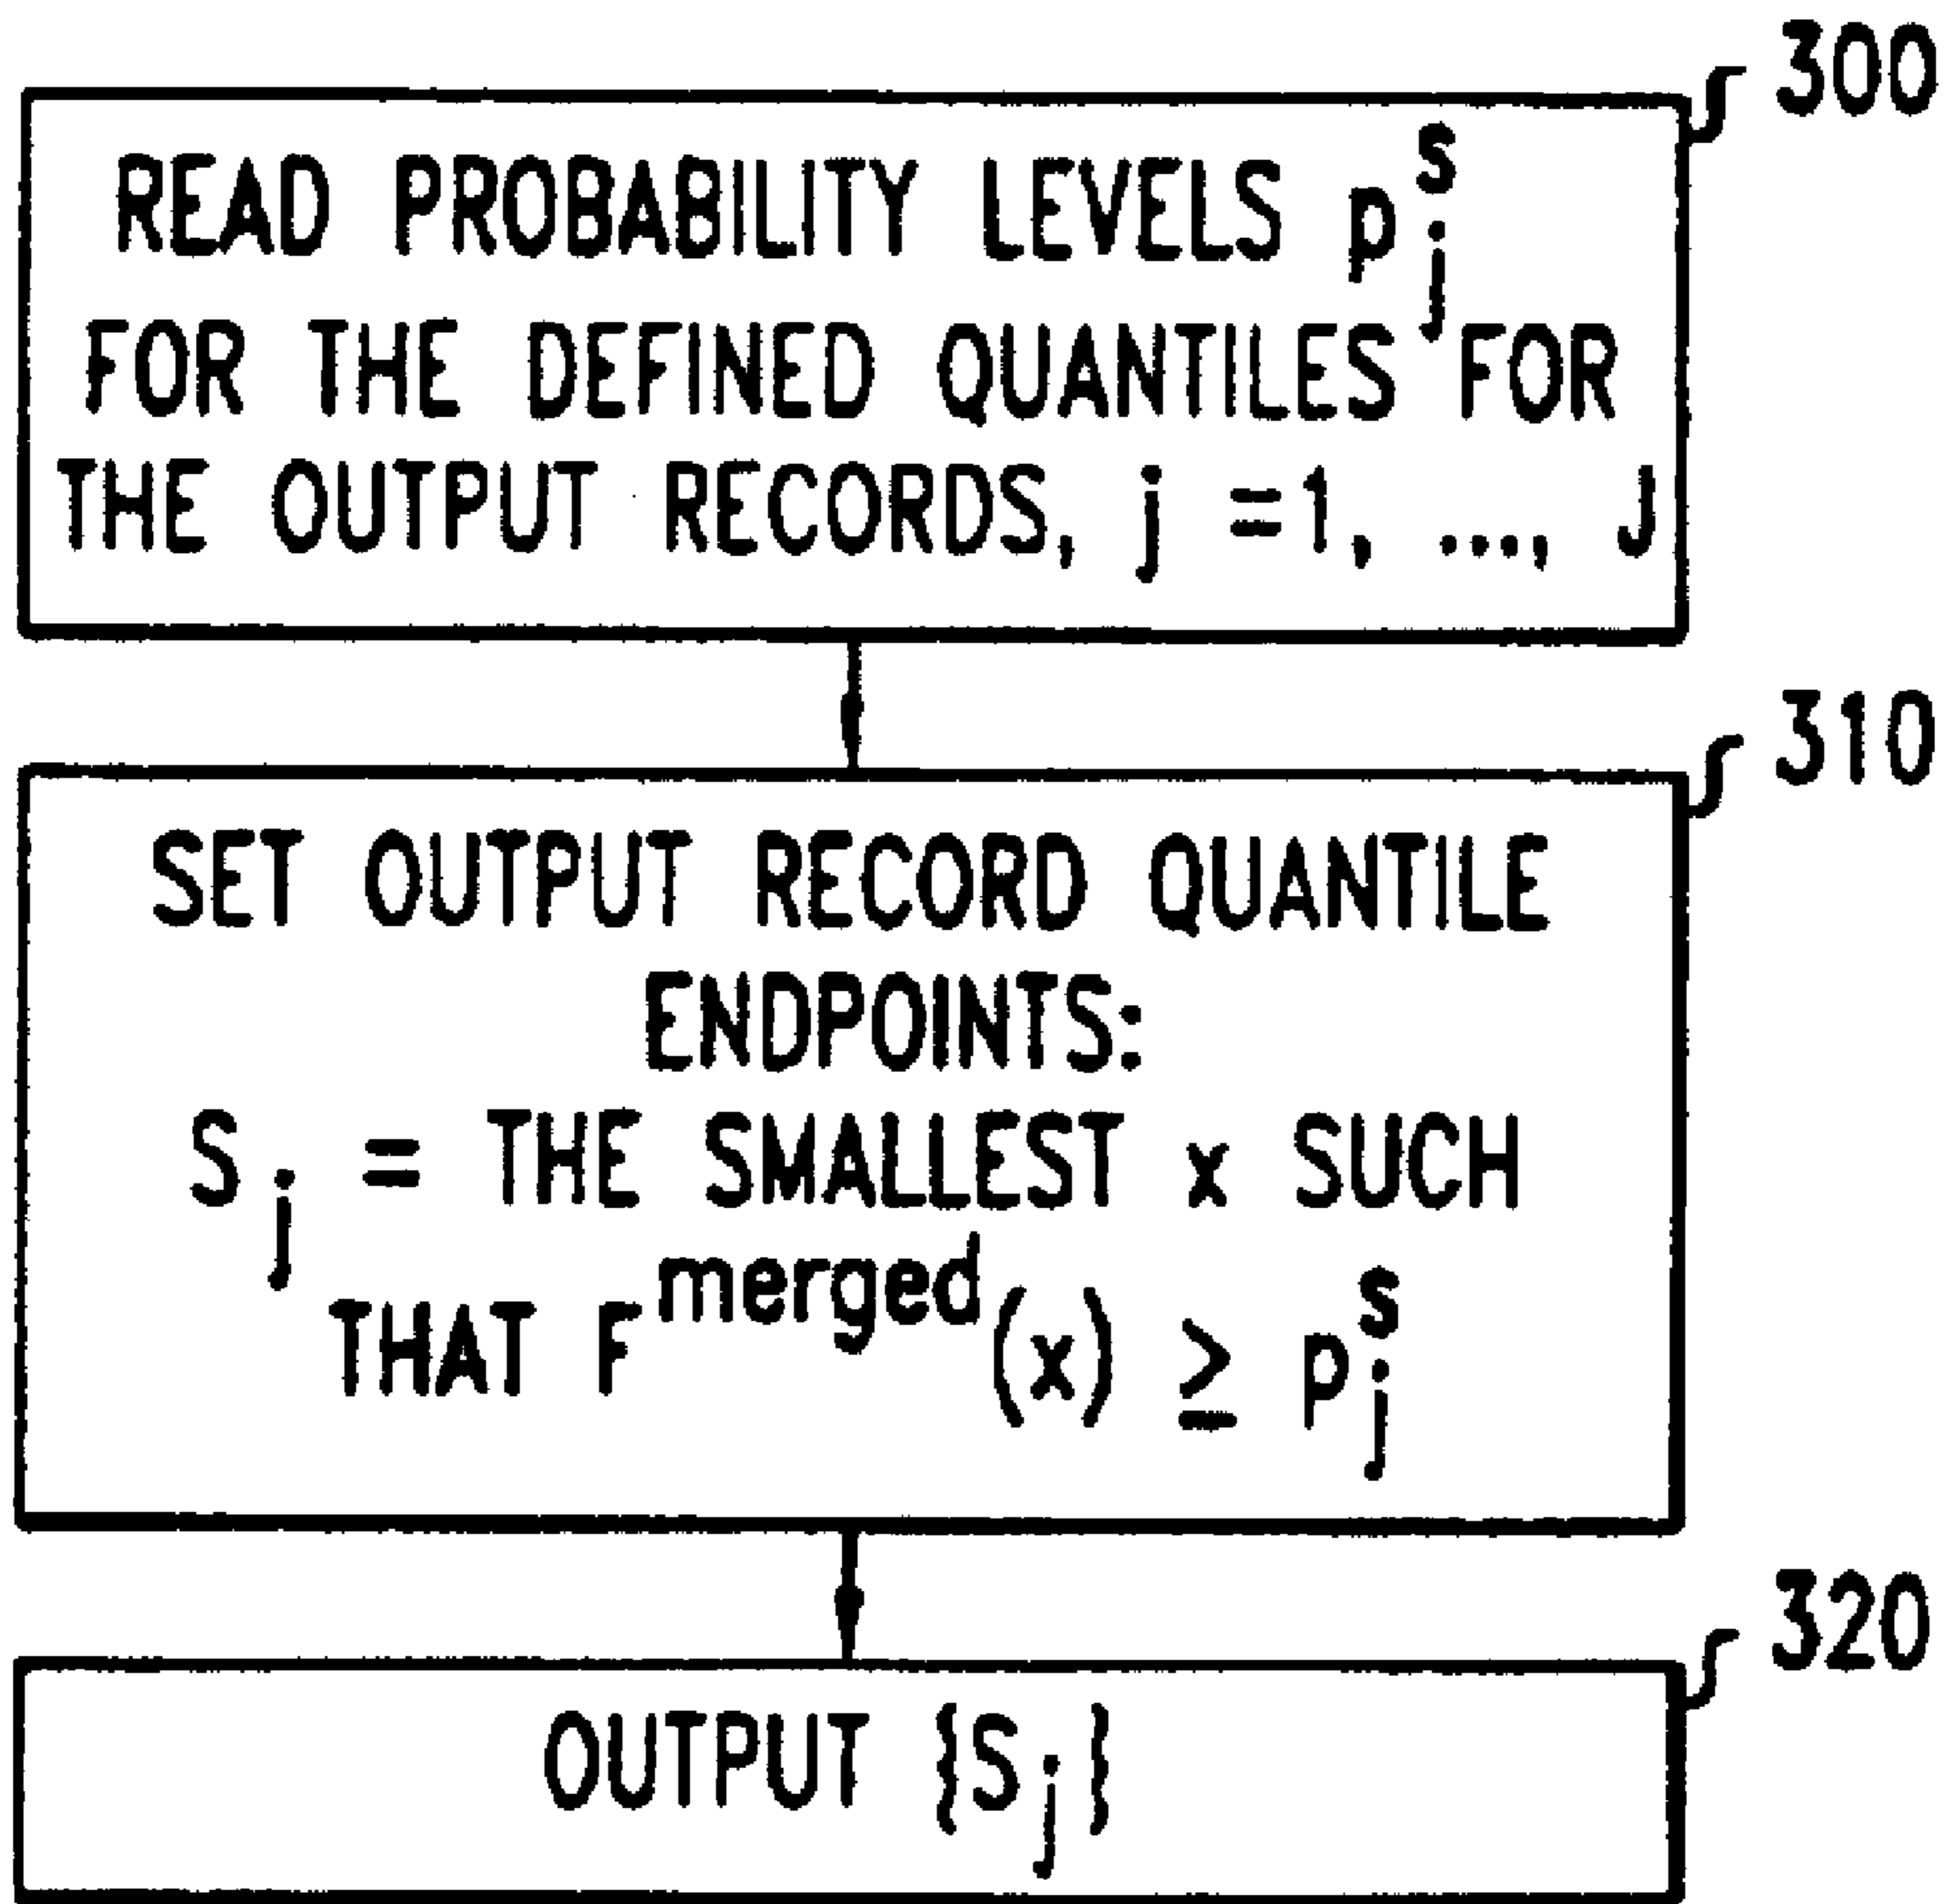 300
READ PROBABILITY LEVELS p_j^s
FOR THE DEFINED QUANTILES FOR
THE OUTPUT RECORDS, j =1, ..., J
310
SET OUTPUT RECORD QUANTILE
ENDPOINTS:
S_j = THE SMALLEST x SUCH
THAT F^merged(x) ≥ p_j^s
320
OUTPUT {S_j}